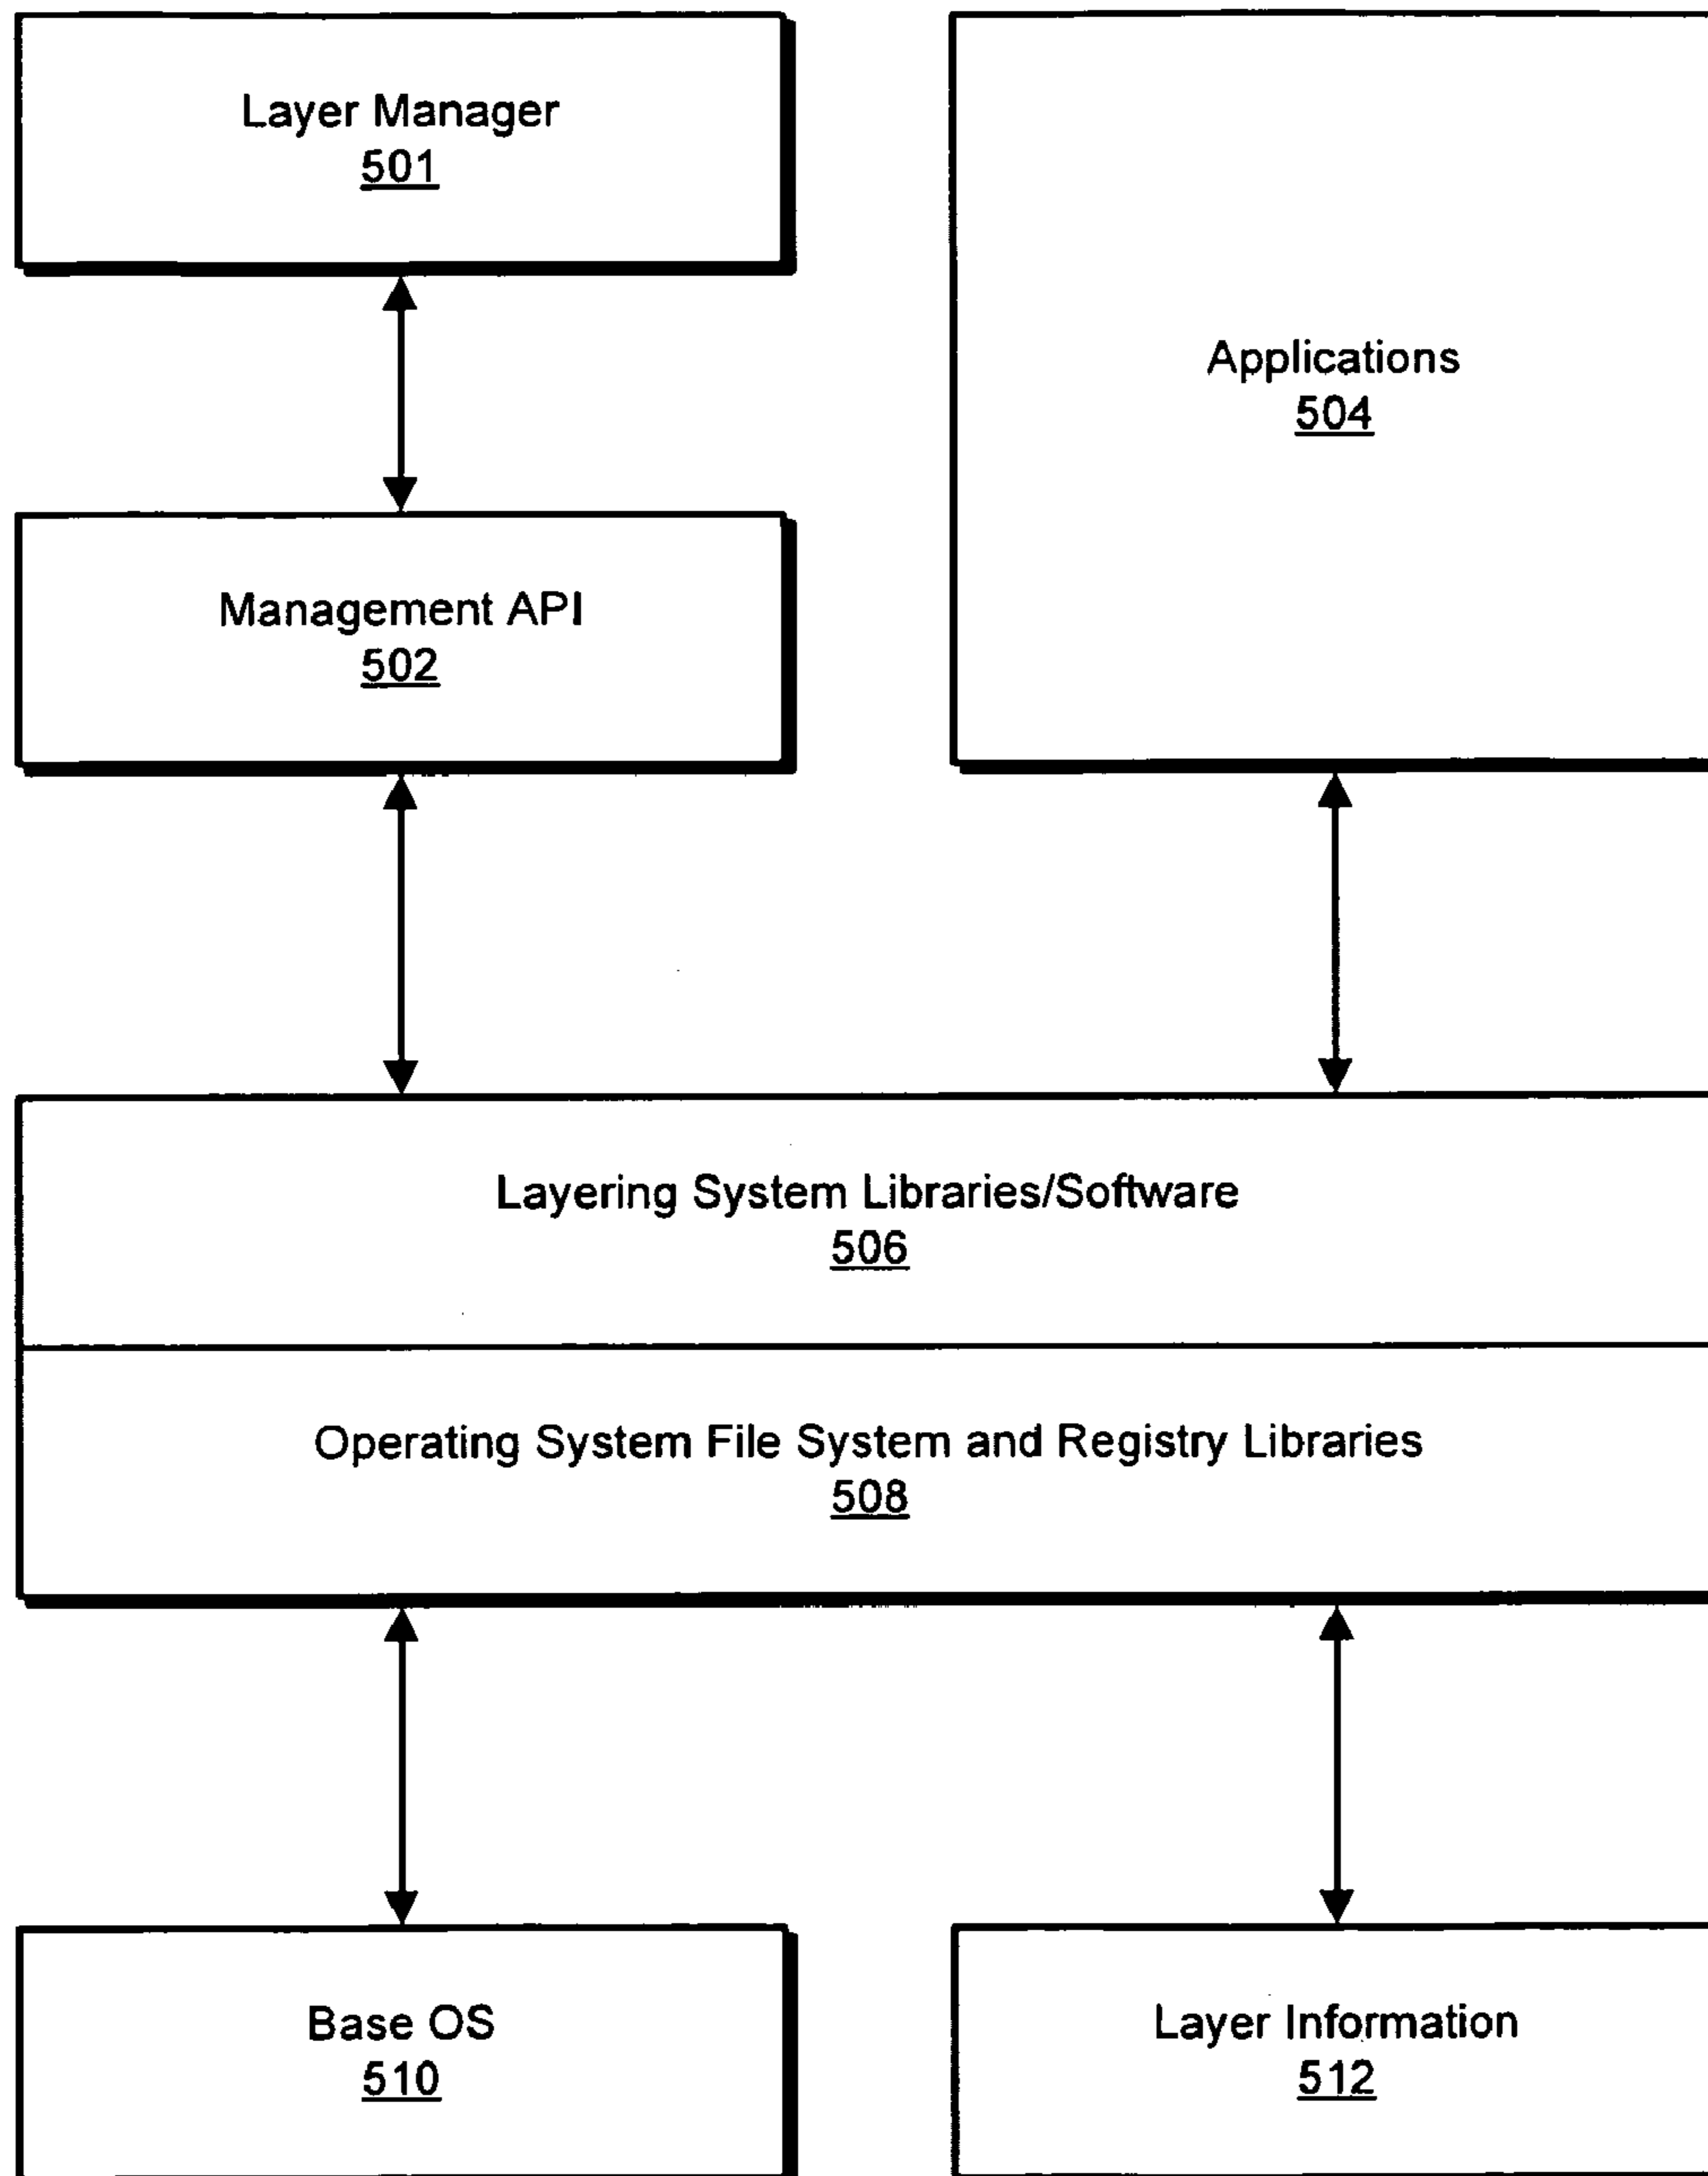 Layer Manager
501
Applications
504
Management API
502
Layering System Libraries/Software
506
Operating System File System and Registry Libraries
508
Base OS
510
Layer Information
512